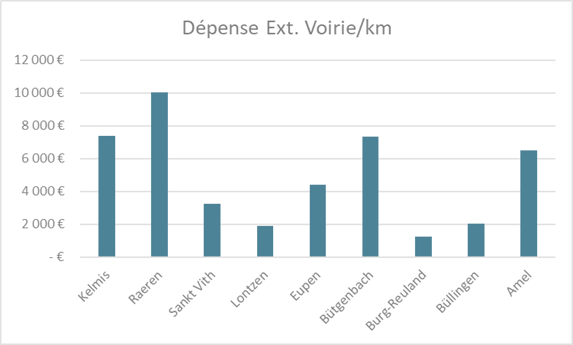 Dépense Ext. Voirie/km
12 000 €
10 000 €
8 000 €
6 000 €
4 000 €
2 000 €
- €
Kelmis
Raeren
Sankt Vith
Lontzen
Eupen
Bütgenbach
Burg-Reuland
Büllingen
Amel